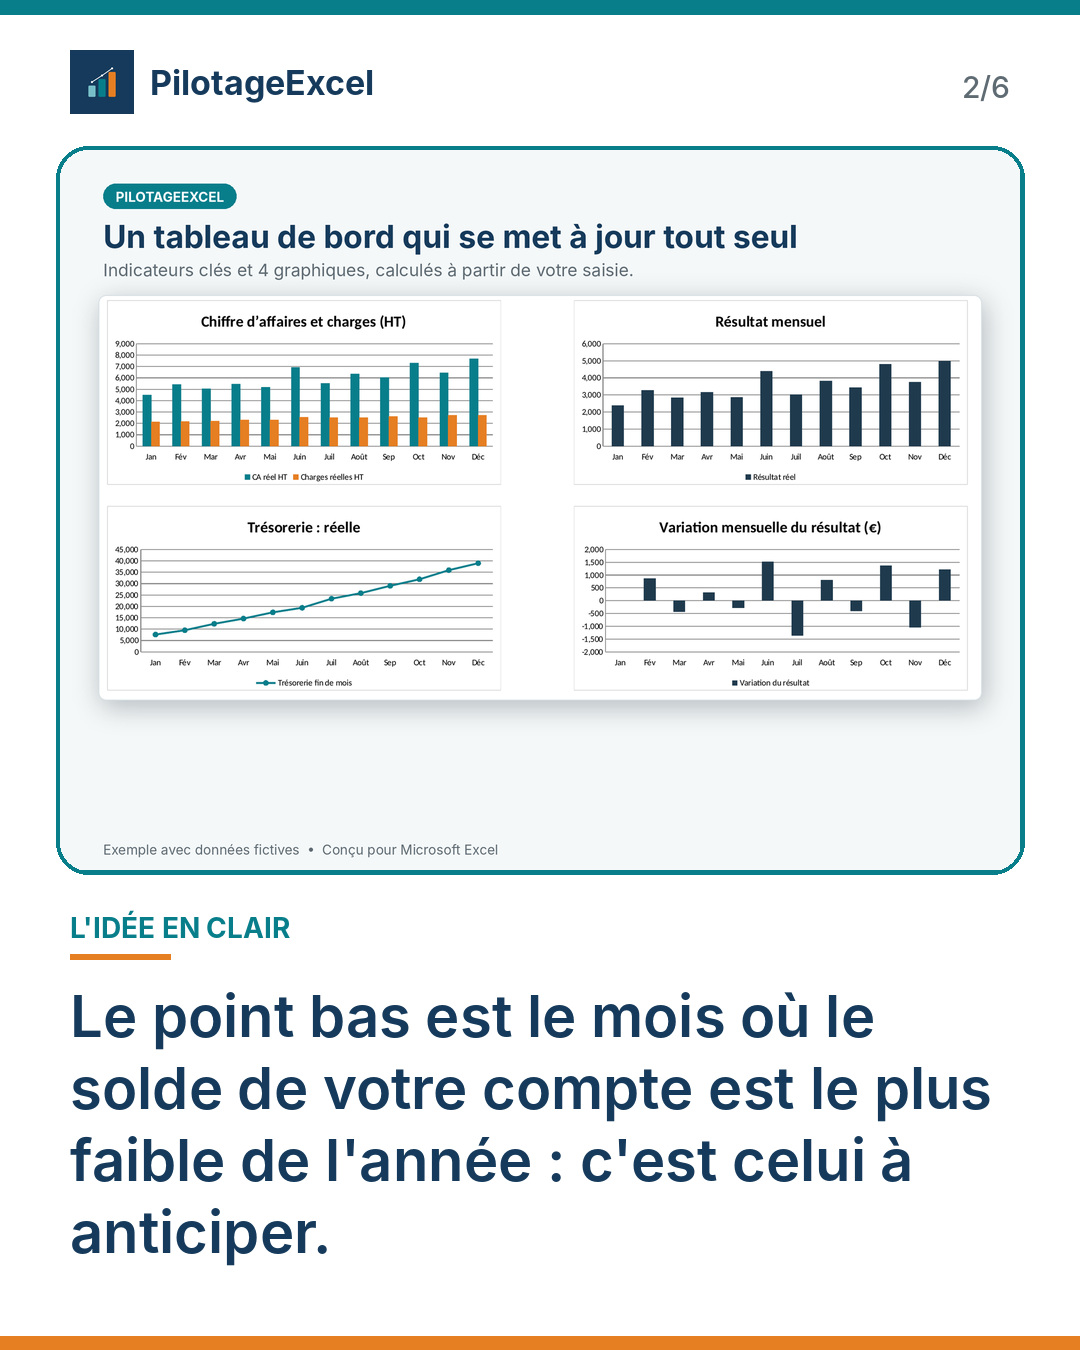 PilotageExcel
2/6
PILOTAGEEXCEL
Un tableau de bord qui se met à jour tout seul
Indicateurs clés et 4 graphiques, calculés à partir de votre saisie.
Chiffre d’affaires et charges (HT)
9,000
8,000
7,000
6,000
5,000
4,000
3,000
2,000
1,000
0
Jan Fév Mar Avr Mai Juin Juil Août Sep Oct Nov Déc
CA réel HT Charges réelles HT
Résultat mensuel
6,000
5,000
4,000
3,000
2,000
1,000
0
Jan Fév Mar Avr Mai Juin Juil Août Sep Oct Nov Déc
Résultat réel
Trésorerie : réelle
45,000
40,000
35,000
30,000
25,000
20,000
15,000
10,000
5,000
0
Jan Fév Mar Avr Mai Juin Juil Août Sep Oct Nov Déc
Trésorerie fin de mois
Variation mensuelle du résultat (€)
2,000
1,500
1,000
500
0
-500
-1,000
-1,500
-2,000
Jan Fév Mar Avr Mai Juin Juil Août Sep Oct Nov Déc
Variation du résultat
Exemple avec données fictives • Conçu pour Microsoft Excel
L'IDÉE EN CLAIR
Le point bas est le mois où le
solde de votre compte est le plus
faible de l'année : c'est celui à
anticiper.